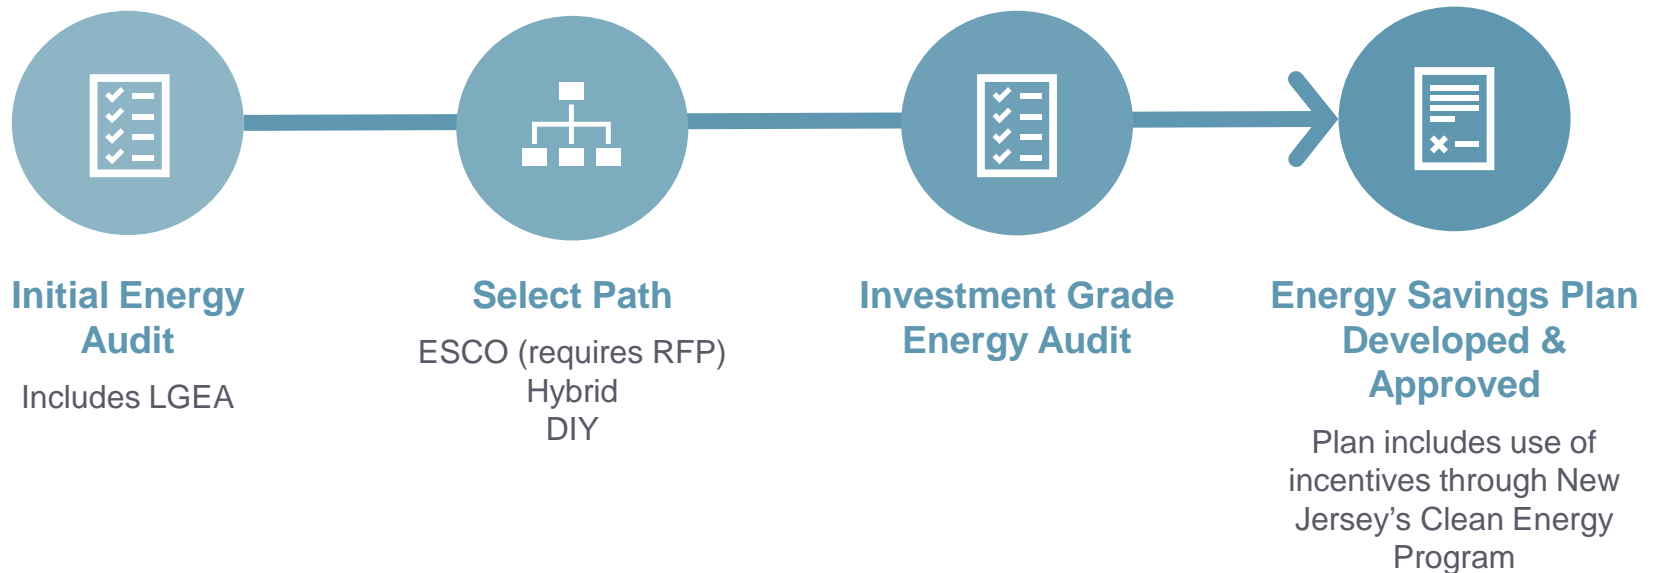 Initial Energy
Audit
Includes LGEA
Select Path
ESCO (requires RFP)
Hybrid
DIY
Investment Grade
Energy Audit
Energy Savings Plan
Developed &
Approved
Plan includes use of
incentives through New
Jersey’s Clean Energy
Program